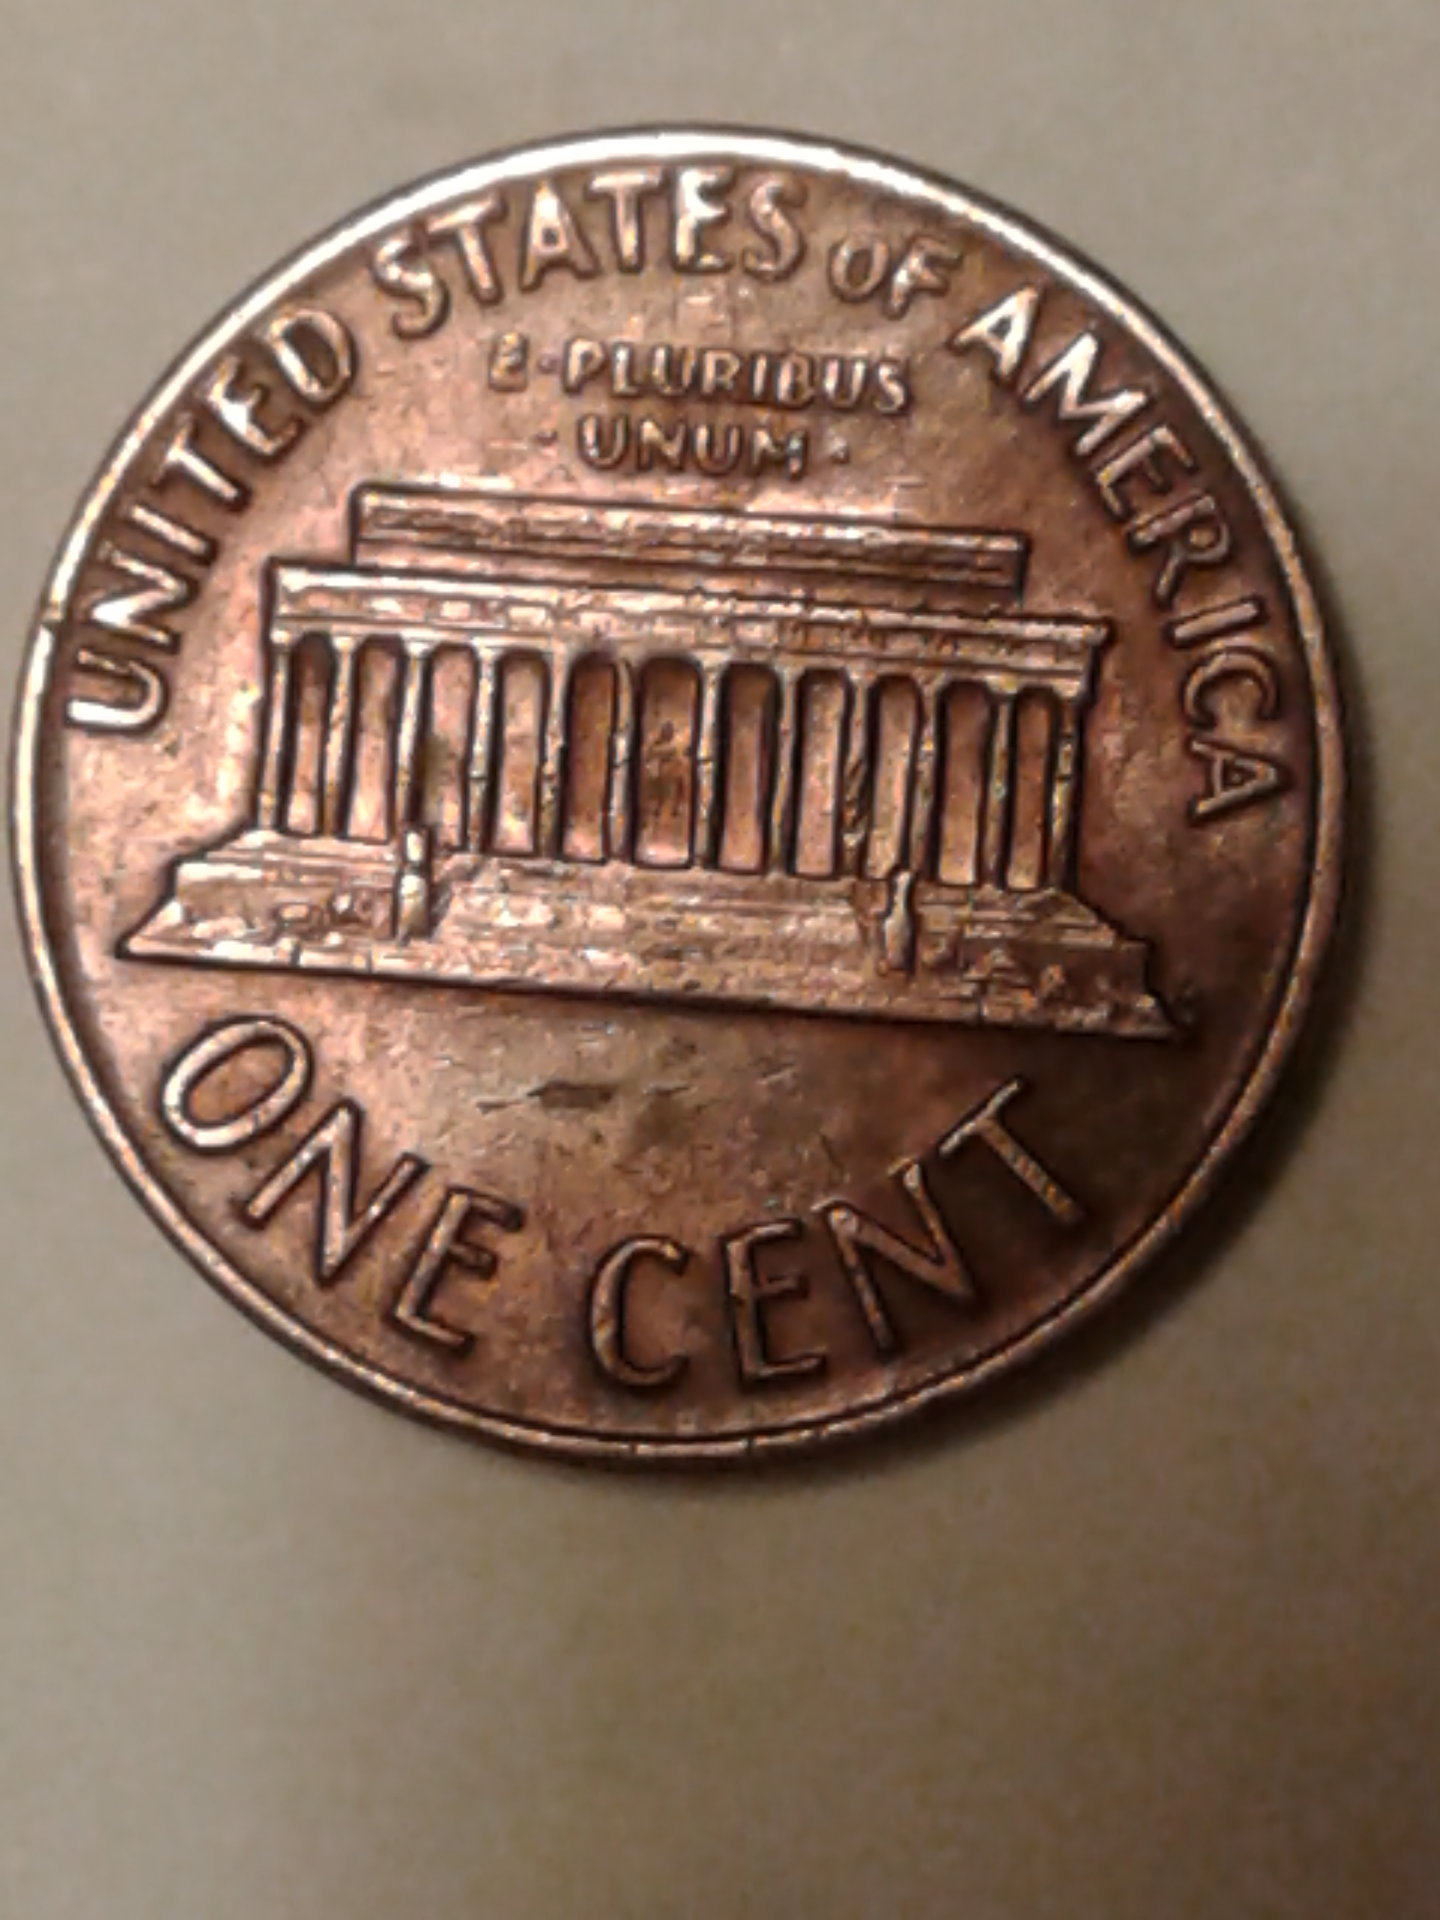 UNITED STATES OF AMERICA
E·PLURIBUS
·UNUM·
ONE CENT